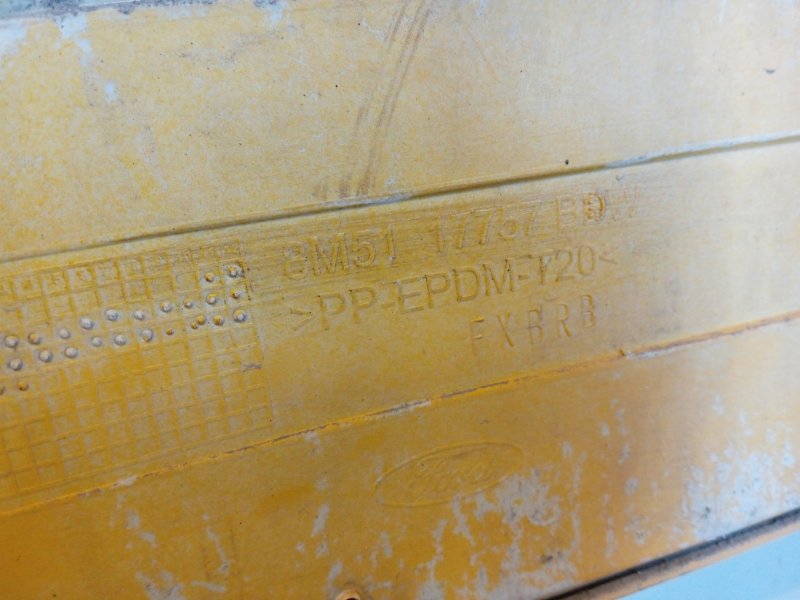 8M51 17757 BDW
>PP-EPDM-T20<
FXBRB
Ford